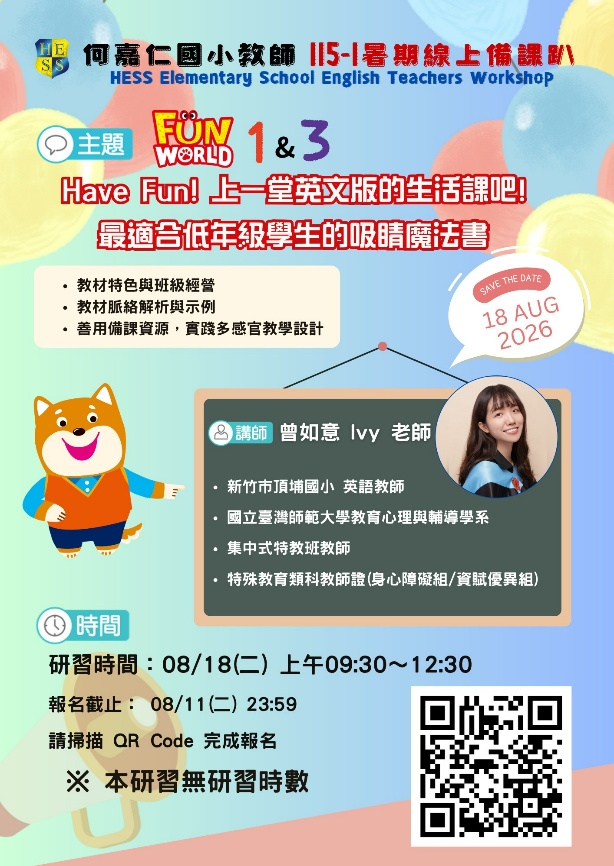 HESS
何嘉仁國小教師 115-1暑期線上備課趴
HESS Elementary School English Teachers Workshop
主題
FUN WORLD 1 & 3
Have Fun! 上一堂英文版的生活課吧!
最適合低年級學生的吸睛魔法書
• 教材特色與班級經營
• 教材脈絡解析與示例
• 善用備課資源，實踐多感官教學設計
SAVE THE DATE
18 AUG
2026
講師 曾如意 Ivy 老師
• 新竹市頂埔國小 英語教師
• 國立臺灣師範大學教育心理與輔導學系
• 集中式特教班教師
• 特殊教育類科教師證(身心障礙組/資賦優異組)
時間
研習時間：08/18(二) 上午09:30～12:30
報名截止： 08/11(二) 23:59
請掃描 QR Code 完成報名
※ 本研習無研習時數